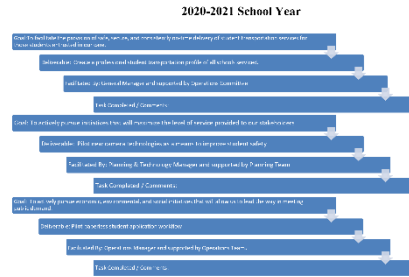 2020-2021 School Year
Goal: To facilitate the provision of safe, secure, and consistently on-time delivery of student transportation services for
those students entrusted in our care.
Deliverable: Create a professional student transportation profile of all schools services.
Facilitated By: General Manager and supported by Operations Committee
Task Completed / Comments:
Goal: To actively pursue initiatives that will maximize the level of service provided to our stakeholders
Deliverable: Pilot new camera technologies as a means to improve student safety
Facilitated By: Planning & Technology Manager and supported by Planning Team
Task Completed / Comments:
Goal: To actively pursue economic, environmental, and social initiatives that will allow us to lead the way in meeting
public demand
Deliverable: Pilot paperless student application workflow
Facilitated By: Operations Manager and supported by Operations Team.
Task Completed / Comments: